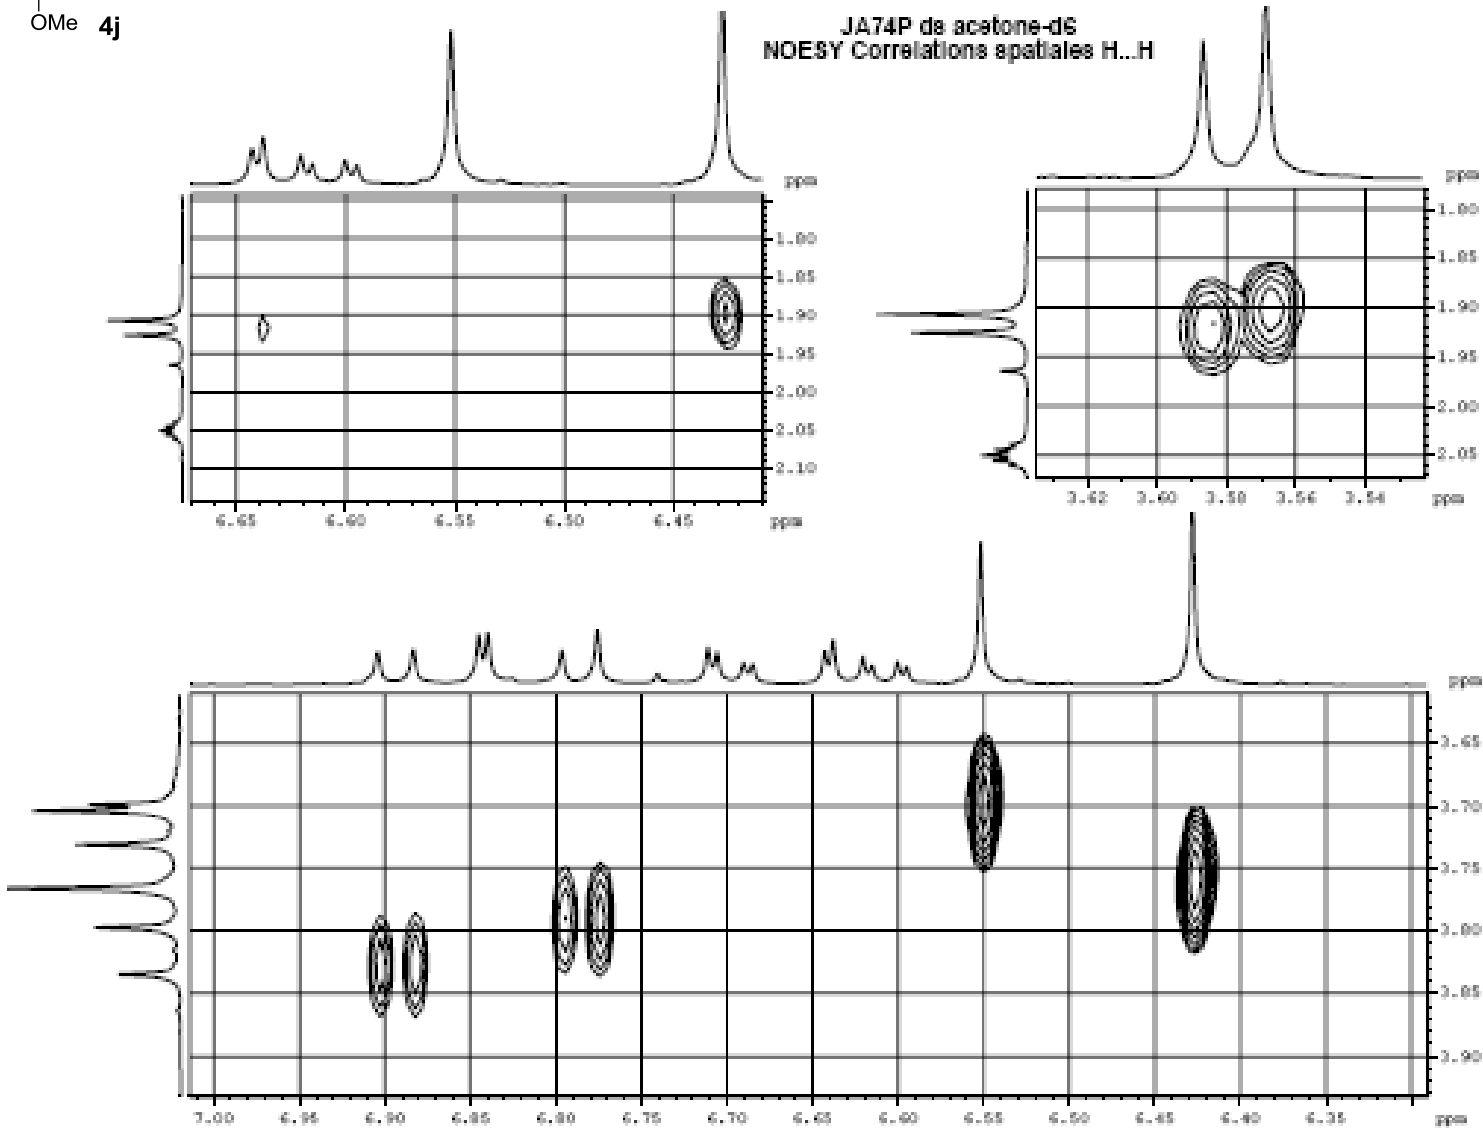 OMe 4j
JA74P ds acetone-d6
NOESY Correlations spatiales H...H
ppm
1.80
1.85
1.90
1.95
2.00
2.05
2.10
6.65 6.60 6.55 6.50 6.45 ppm
ppm
1.80
1.85
1.90
1.95
2.00
2.05
3.62 3.60 3.58 3.56 3.54 ppm
ppm
3.65
3.70
3.75
3.80
3.85
3.90
7.00 6.95 6.90 6.85 6.80 6.75 6.70 6.65 6.60 6.55 6.50 6.45 6.40 6.35 ppm